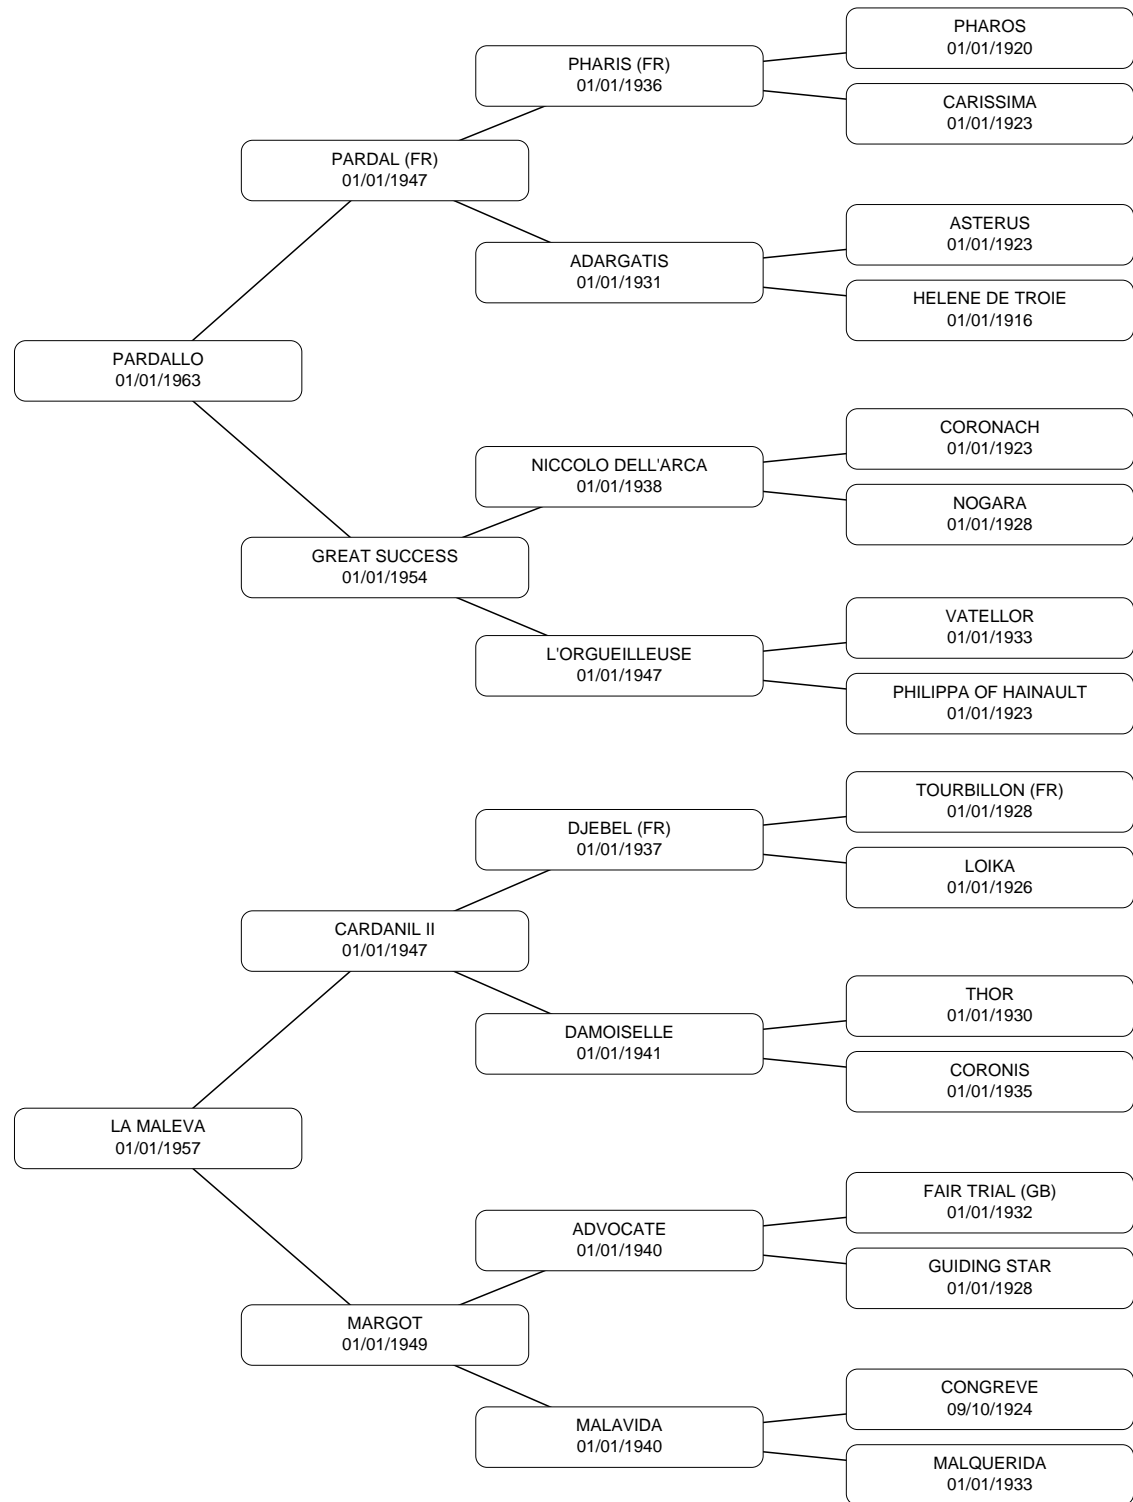 PHAROS
01/01/1920
PHARIS (FR)
01/01/1936
CARISSIMA
01/01/1923
PARDAL (FR)
01/01/1947
ASTERUS
01/01/1923
ADARGATIS
01/01/1931
HELENE DE TROIE
01/01/1916
PARDALLO
01/01/1963
CORONACH
01/01/1923
NICCOLO DELL'ARCA
01/01/1938
NOGARA
01/01/1928
GREAT SUCCESS
01/01/1954
VATELLOR
01/01/1933
L'ORGUEILLEUSE
01/01/1947
PHILIPPA OF HAINAULT
01/01/1923
TOURBILLON (FR)
01/01/1928
DJEBEL (FR)
01/01/1937
LOIKA
01/01/1926
CARDANIL II
01/01/1947
THOR
01/01/1930
DAMOISELLE
01/01/1941
CORONIS
01/01/1935
LA MALEVA
01/01/1957
FAIR TRIAL (GB)
01/01/1932
ADVOCATE
01/01/1940
GUIDING STAR
01/01/1928
MARGOT
01/01/1949
CONGREVE
09/10/1924
MALAVIDA
01/01/1940
MALQUERIDA
01/01/1933